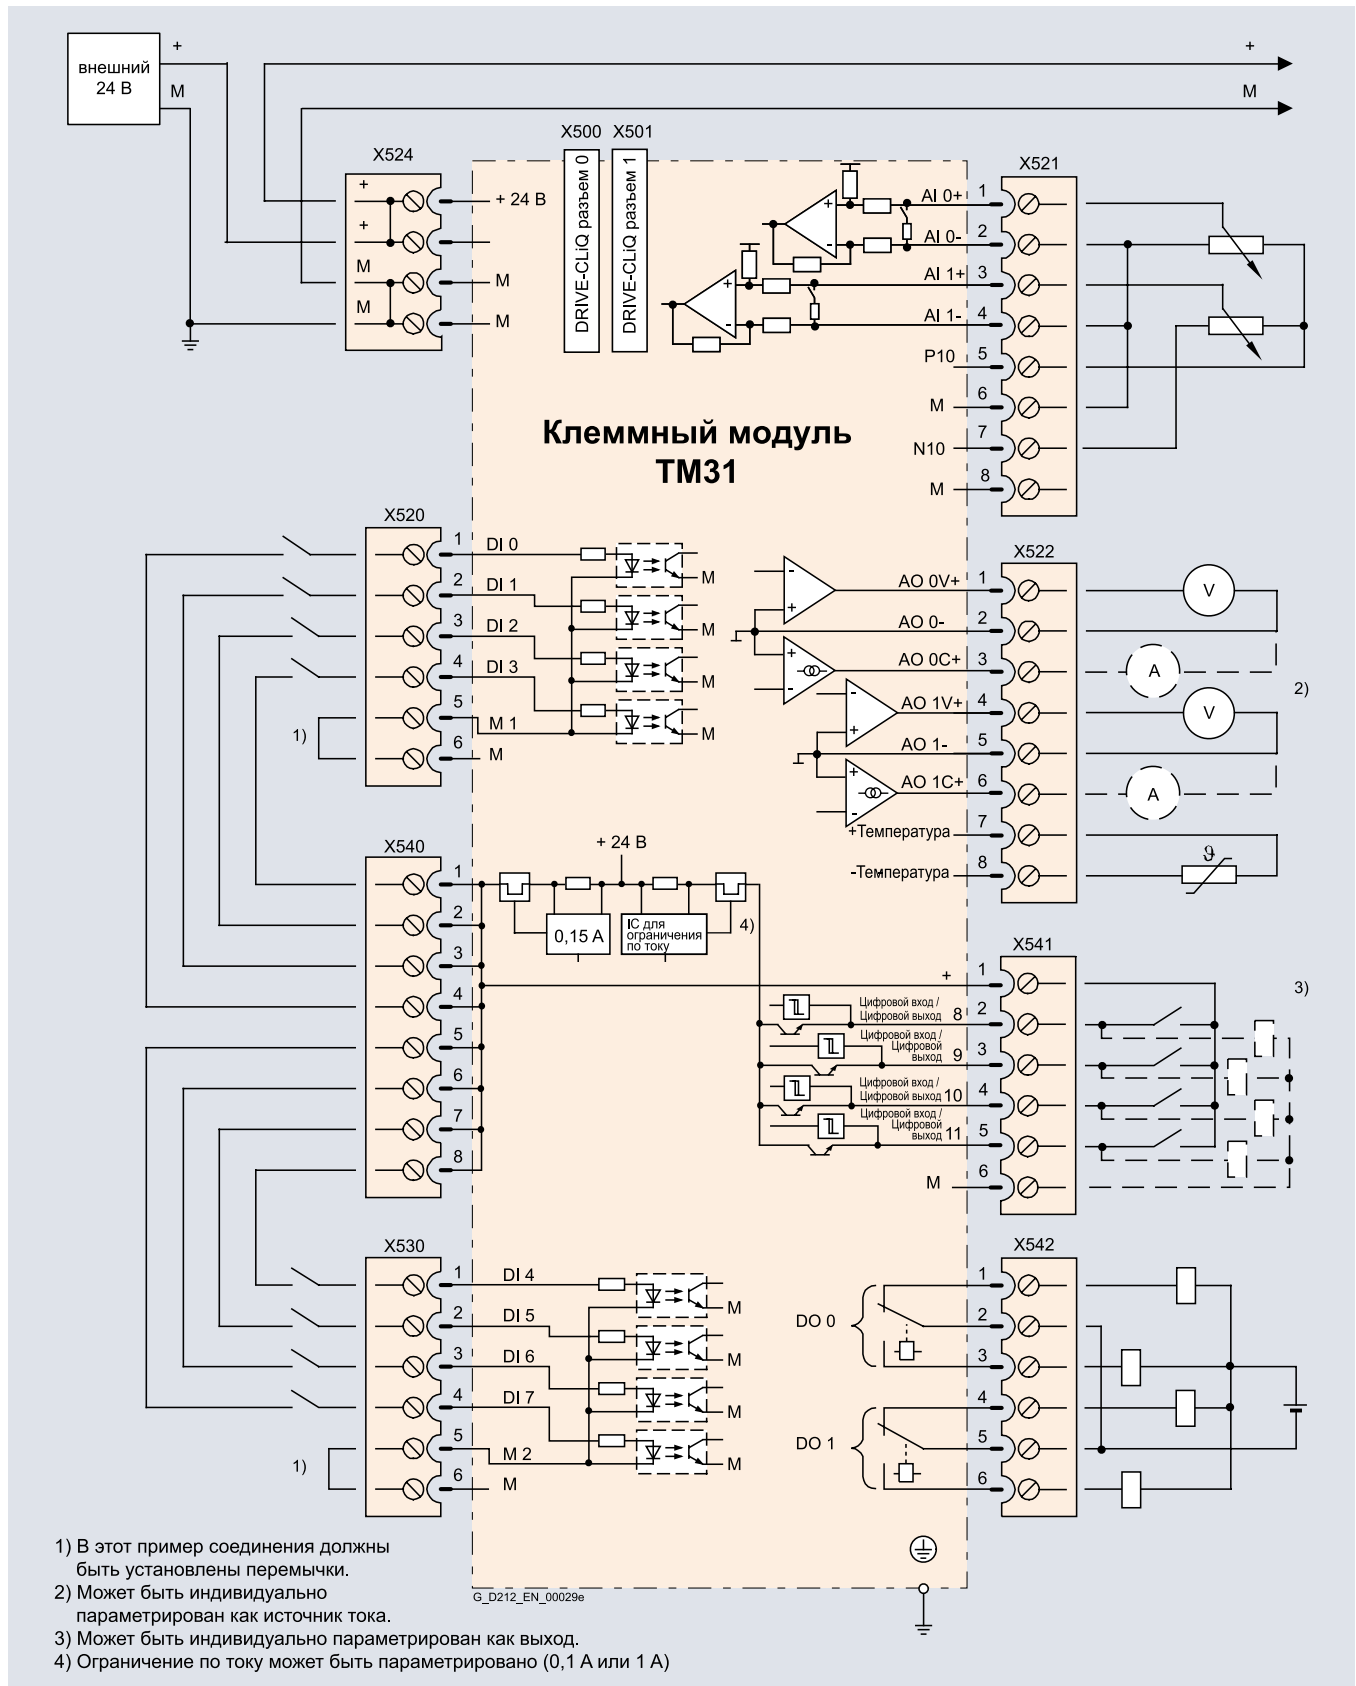 внешний
24 В
+
M
+
M
X500 X501
DRIVE-CLiQ разъем 0
DRIVE-CLiQ разъем 1
X524
+
+
M
M
+ 24 В
M
M
X521
AI 0+ 1
AI 0- 2
AI 1+ 3
AI 1- 4
P10 5
M 6
N10 7
M 8
+
-
+
-
Клеммный модуль
TM31
X520
1 DI 0
2 DI 1
3 DI 2
4 DI 3
5 M 1
6 M
1)
M
M
M
M
X522
AO 0V+ 1
AO 0- 2
AO 0C+ 3
AO 1V+ 4
AO 1- 5
AO 1C+ 6
+Температура 7
-Температура 8
-
+
+
-
-
+
+
-
V
A
V
A
2)
ϑ
X540
1
2
3
4
5
6
7
8
+ 24 В
0,15 A
IC для
ограничения
по току
4)
X541
+ 1
Цифровой вход /
Цифровой выход 8 2
Цифровой вход /
Цифровой
выход 9 3
Цифровой вход /
Цифровой выход 10 4
Цифровой вход /
Цифровой
выход 11 5
M 6
3)
X530
1 DI 4
2 DI 5
3 DI 6
4 DI 7
5 M 2
6 M
1)
M
M
M
M
X542
DO 0
1
2
3
DO 1
4
5
6
G_D212_EN_00029e
1) В этот пример соединения должны
быть установлены перемычки.
2) Может быть индивидуально
параметрирован как источник тока.
3) Может быть индивидуально параметрирован как выход.
4) Ограничение по току может быть параметрировано (0,1 A или 1 A)